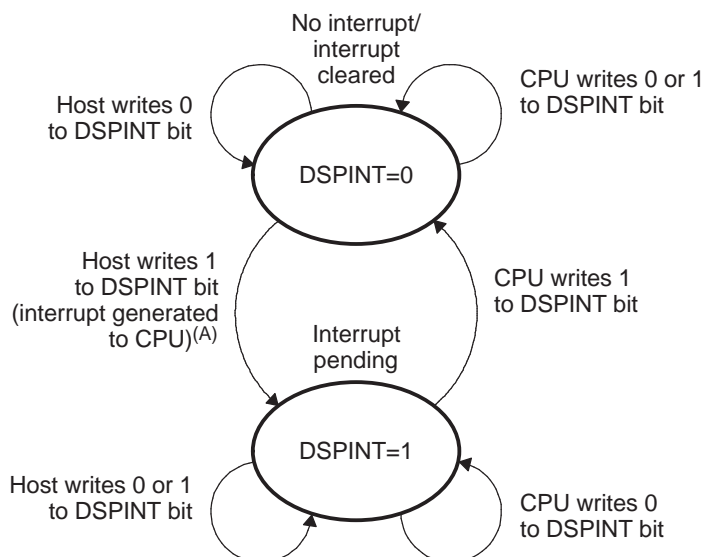 No interrupt/
interrupt
cleared
Host writes 0
to DSPINT bit
CPU writes 0 or 1
to DSPINT bit
DSPINT=0
Host writes 1
to DSPINT bit
(interrupt generated
to CPU)(A)
CPU writes 1
to DSPINT bit
Interrupt
pending
DSPINT=1
Host writes 0 or 1
to DSPINT bit
CPU writes 0
to DSPINT bit